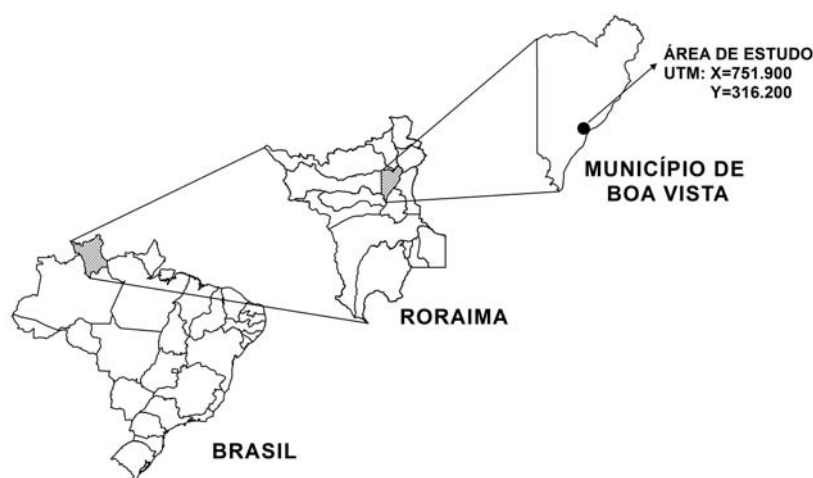 ÁREA DE ESTUDO
UTM: X=751.900
Y=316.200
MUNICÍPIO DE
BOA VISTA
RORAIMA
BRASIL